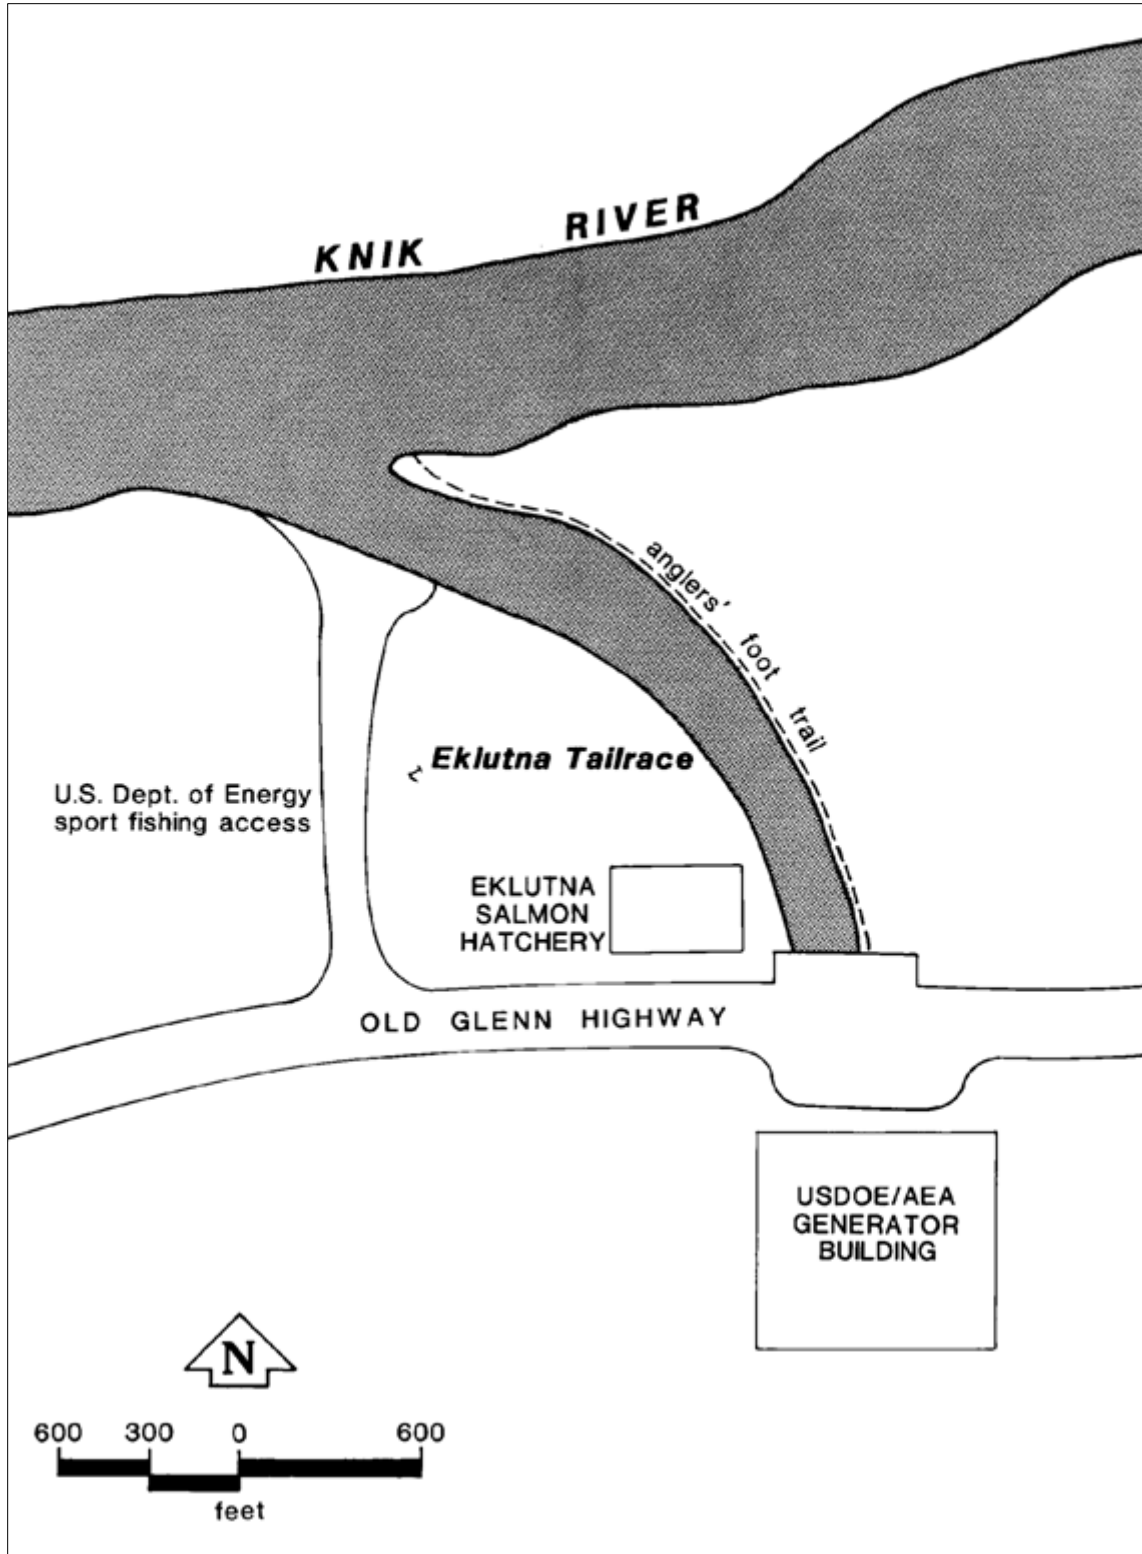 KNIK RIVER
anglers' foot trail
Eklutna Tailrace
U.S. Dept. of Energy
sport fishing access
EKLUTNA
SALMON
HATCHERY
OLD GLENN HIGHWAY
USDOE/AEA
GENERATOR
BUILDING
N
600 300 0 600
feet